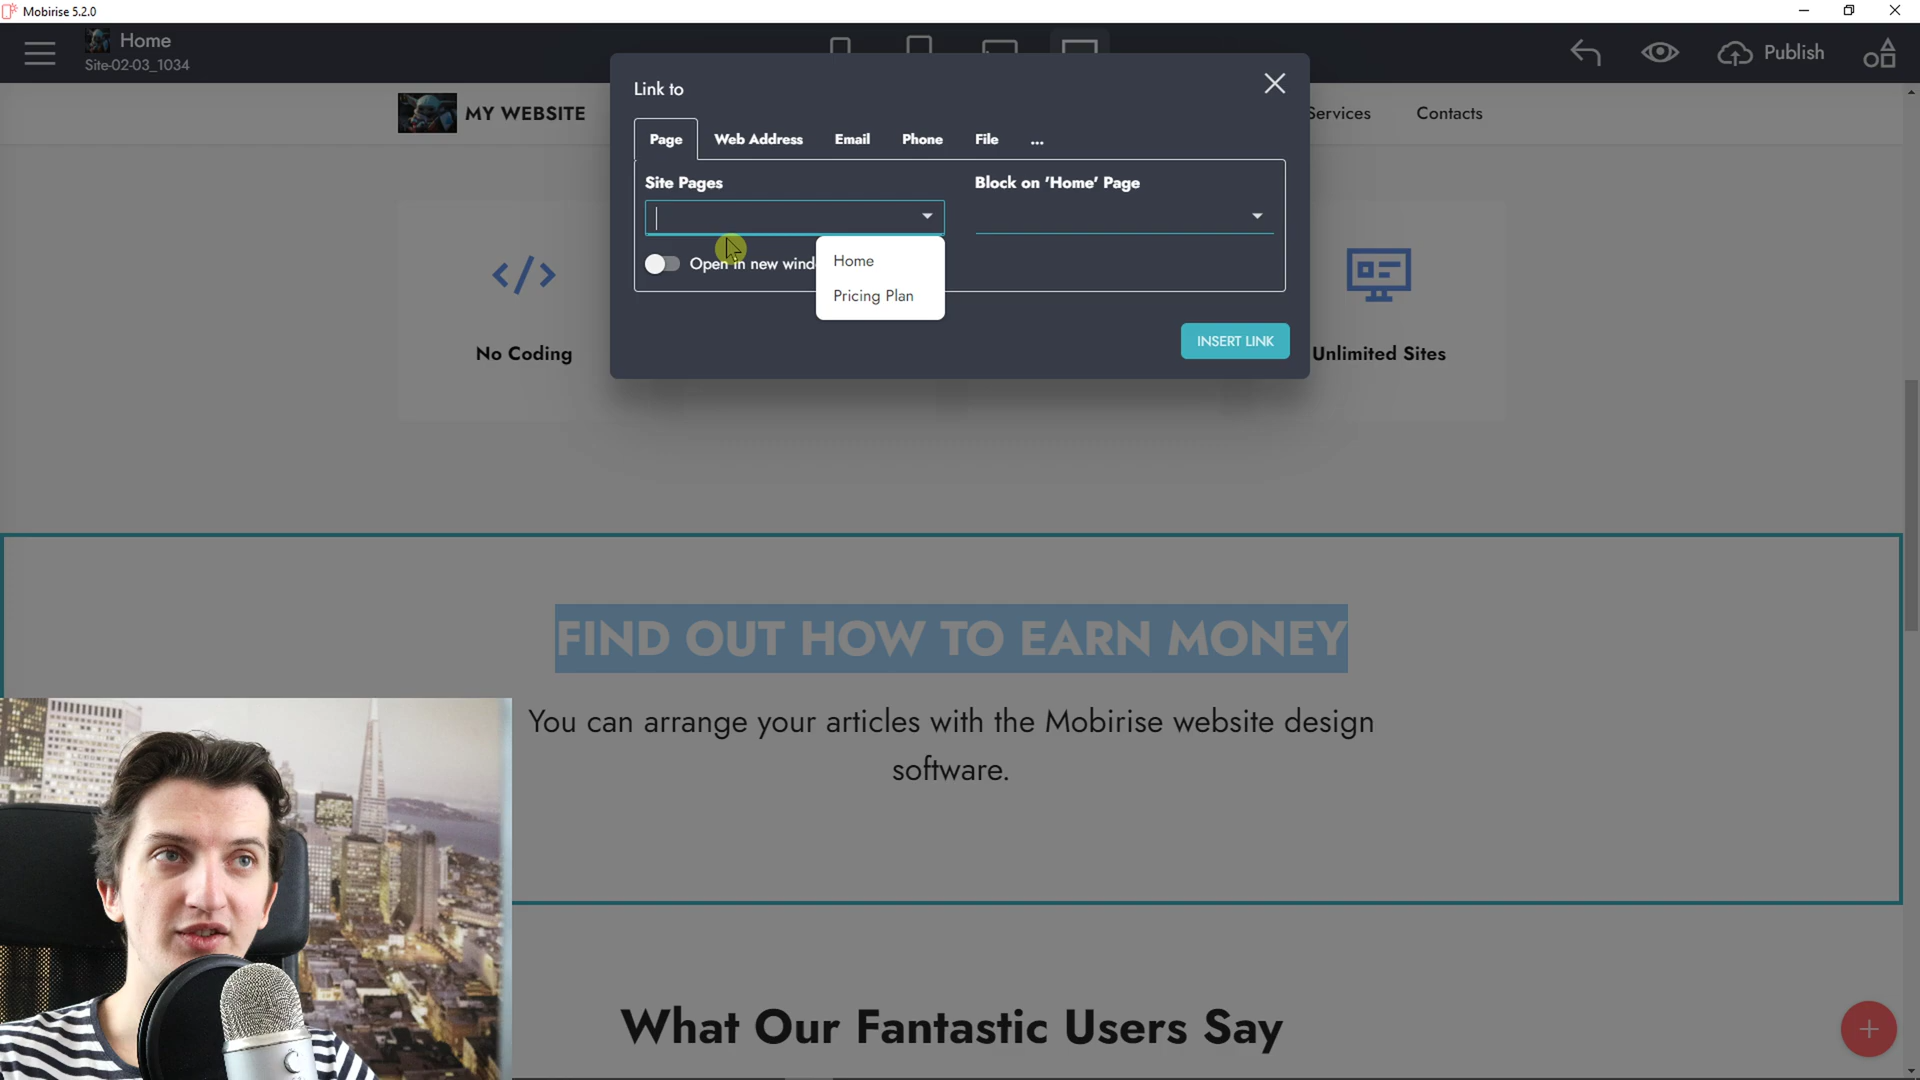 Mobirise 5.2.0
Home
Site-02-03_1034
Publish
MY WEBSITE
Services
Contacts
Link to
Page
Web Address
Email
Phone
File
...
Site Pages
Block on 'Home' Page
Open in new wind
Home
Pricing Plan
INSERT LINK
No Coding
Unlimited Sites
FIND OUT HOW TO EARN MONEY
You can arrange your articles with the Mobirise website design
software.
What Our Fantastic Users Say